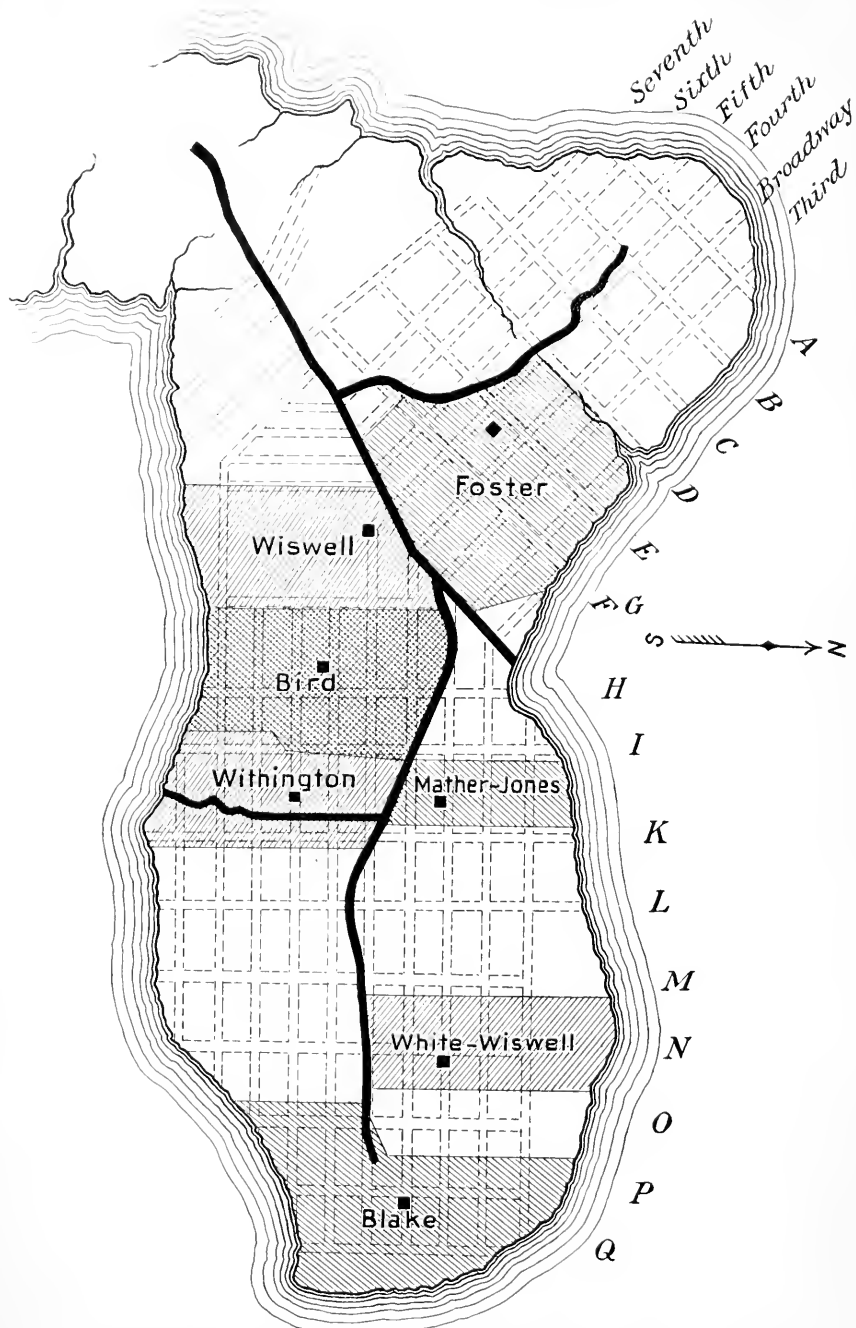 Seventh
Sixth
Fifth
Fourth
Broadway
Third
A
B
C
D
E
F
G
H
I
K
L
M
N
O
P
Q
S N
Foster
Wiswell
Bird
Withington
Mather-Jones
White-Wiswell
Blake